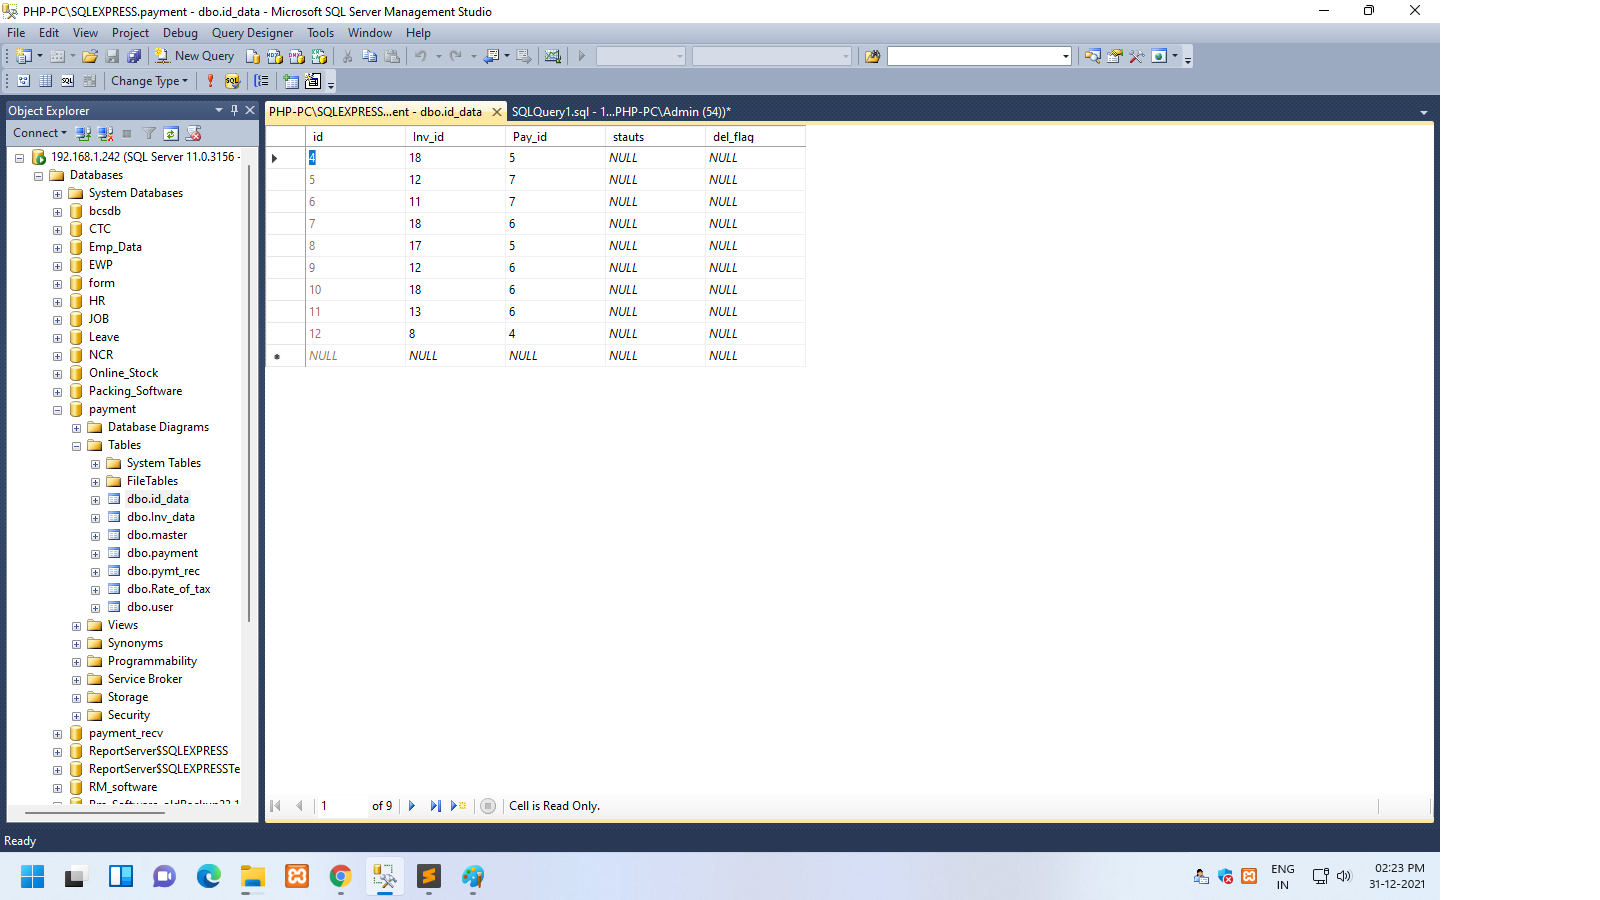 PHP-PC\SQLEXPRESS.payment - dbo.id_data - Microsoft SQL Server Management Studio
File Edit View Project Debug Query Designer Tools Window Help
New Query
Change Type
Object Explorer
Connect
192.168.1.242 (SQL Server 11.0.3156 -
Databases
System Databases
bcsdb
CTC
Emp_Data
EWP
form
HR
JOB
Leave
NCR
Online_Stock
Packing_Software
payment
Database Diagrams
Tables
System Tables
FileTables
dbo.id_data
dbo.Inv_data
dbo.master
dbo.payment
dbo.pymt_rec
dbo.Rate_of_tax
dbo.user
Views
Synonyms
Programmability
Service Broker
Storage
Security
payment_recv
ReportServer$SQLEXPRESS
ReportServer$SQLEXPRESSTe
RM_software
PHP-PC\SQLEXPRESS...ent - dbo.id_data SQLQuery1.sql - 1...PHP-PC\Admin (54))*
id Inv_id Pay_id stauts del_flag
4 18 5 NULL NULL
5 12 7 NULL NULL
6 11 7 NULL NULL
7 18 6 NULL NULL
8 17 5 NULL NULL
9 12 6 NULL NULL
10 18 6 NULL NULL
11 13 6 NULL NULL
12 8 4 NULL NULL
NULL NULL NULL NULL NULL
1 of 9 Cell is Read Only.
Ready
ENG
IN
02:23 PM
31-12-2021